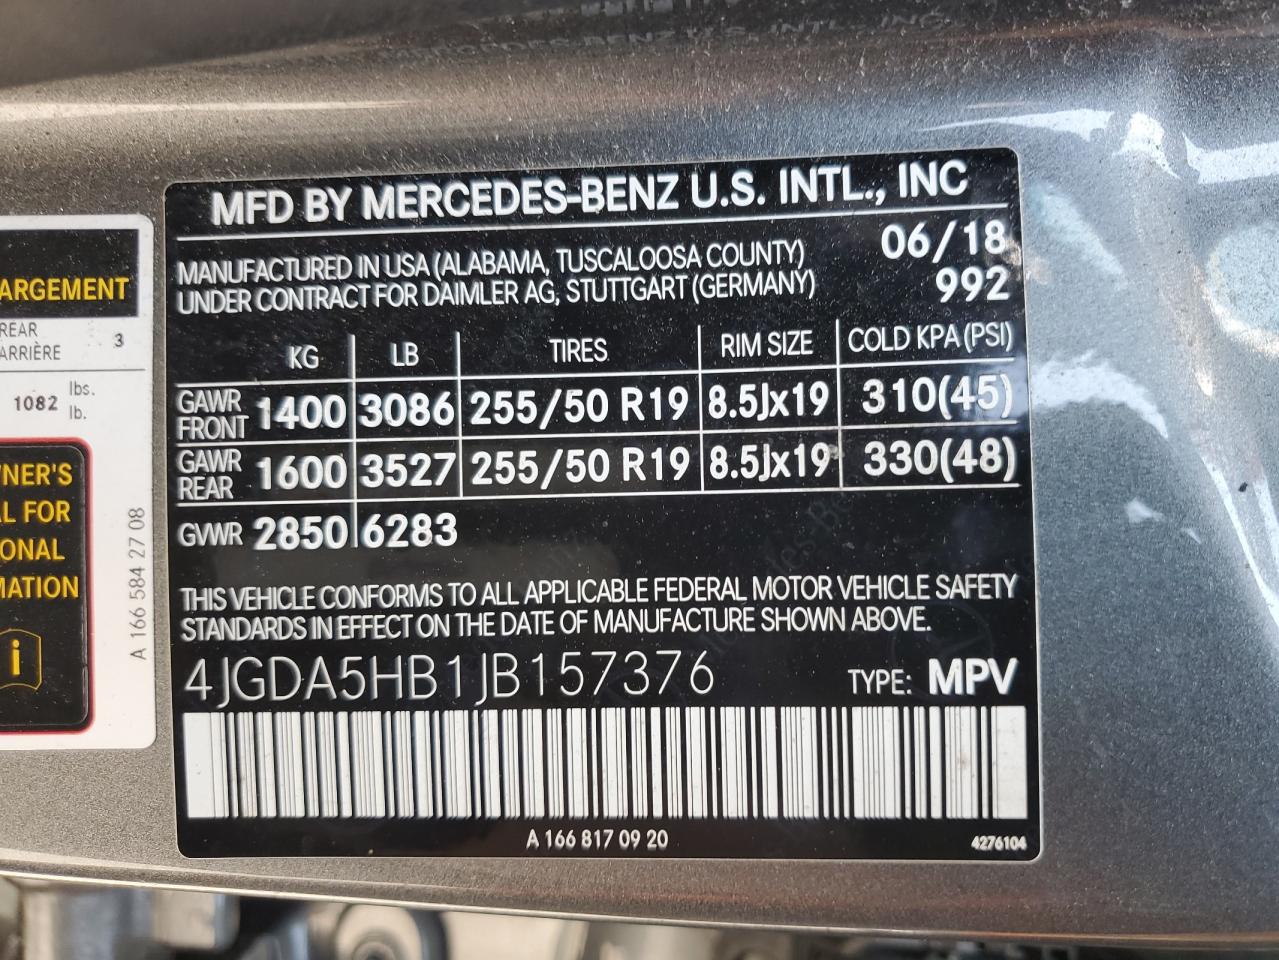 MFD BY MERCEDES-BENZ U.S. INTL., INC
MANUFACTURED IN USA (ALABAMA, TUSCALOOSA COUNTY) 06/18
UNDER CONTRACT FOR DAIMLER AG, STUTTGART (GERMANY) 992
KG LB TIRES RIM SIZE COLD KPA (PSI)
GAWR FRONT 1400 3086 255/50 R19 8.5Jx19 310(45)
GAWR REAR 1600 3527 255/50 R19 8.5Jx19 330(48)
GVWR 2850 6283
THIS VEHICLE CONFORMS TO ALL APPLICABLE FEDERAL MOTOR VEHICLE SAFETY
STANDARDS IN EFFECT ON THE DATE OF MANUFACTURE SHOWN ABOVE.
4JGDA5HB1JB157376 TYPE: MPV
A 166 817 09 20 4276104
ARGEMENT
REAR
ARRIÈRE 3
1082 lbs.
lb.
WNER'S
L FOR
ONAL
MATION
i
A 166 584 27 08